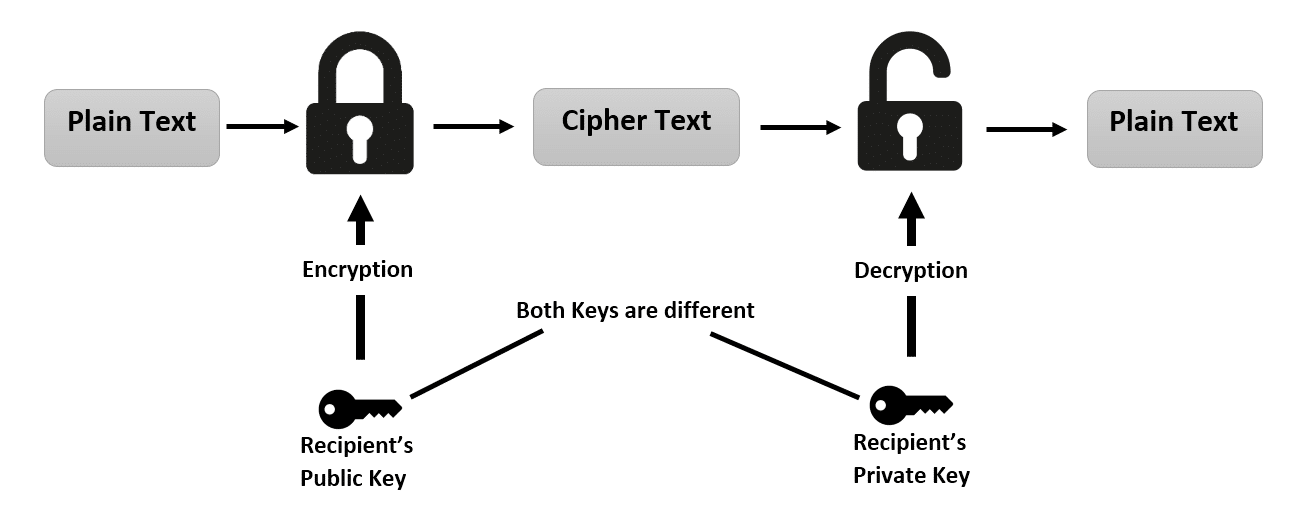 Plain Text
Cipher Text
Plain Text
Encryption
Decryption
Both Keys are different
Recipient’s
Public Key
Recipient’s
Private Key